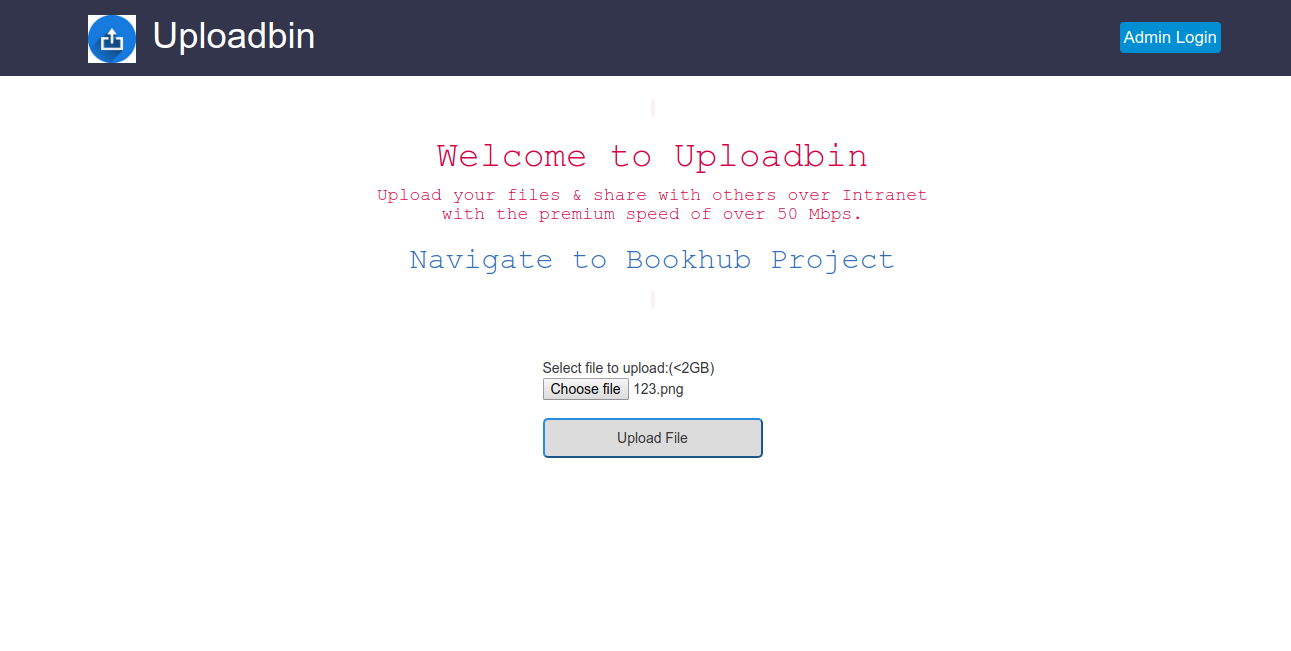 Uploadbin
Admin Login
Welcome to Uploadbin
Upload your files & share with others over Intranet
with the premium speed of over 50 Mbps.
Navigate to Bookhub Project
Select file to upload:(<2GB)
Choose file 123.png
Upload File